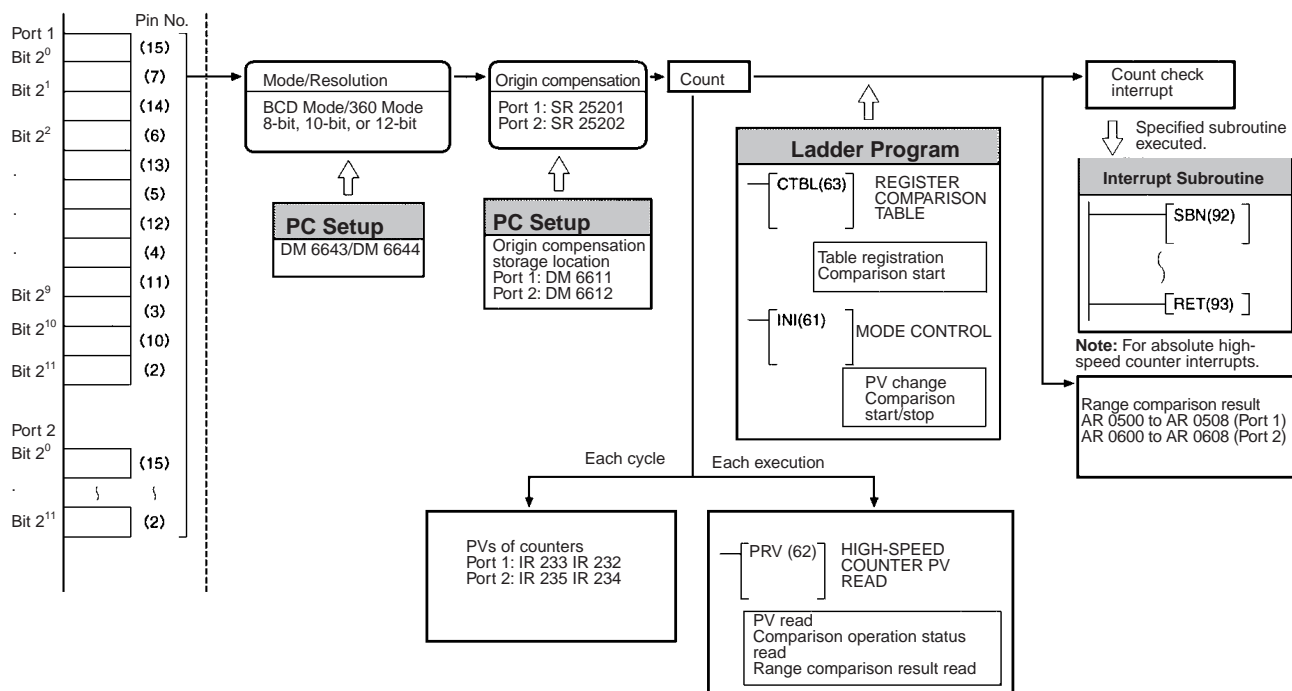 Port 1
Pin No.
Bit 2⁰
(15)
(7)
Bit 2¹
(14)
Bit 2²
(6)
.
(13)
(5)
.
(12)
.
(4)
(11)
Bit 2⁹
(3)
Bit 2¹⁰
(10)
Bit 2¹¹
(2)
Port 2
Bit 2⁰
(15)
.
Bit 2¹¹
(2)
Mode/Resolution
BCD Mode/360 Mode
8-bit, 10-bit, or 12-bit
PC Setup
DM 6643/DM 6644
Origin compensation
Port 1: SR 25201
Port 2: SR 25202
PC Setup
Origin compensation
storage location
Port 1: DM 6611
Port 2: DM 6612
Count
Ladder Program
CTBL(63)
REGISTER
COMPARISON
TABLE
Table registration
Comparison start
INI(61)
MODE CONTROL
PV change
Comparison
start/stop
Count check
interrupt
Specified subroutine
executed.
Interrupt Subroutine
SBN(92)
RET(93)
Note: For absolute high-
speed counter interrupts.
Range comparison result
AR 0500 to AR 0508 (Port 1)
AR 0600 to AR 0608 (Port 2)
Each cycle
Each execution
PVs of counters
Port 1: IR 233 IR 232
Port 2: IR 235 IR 234
PRV (62)
HIGH-SPEED
COUNTER PV
READ
PV read
Comparison operation status
read
Range comparison result read